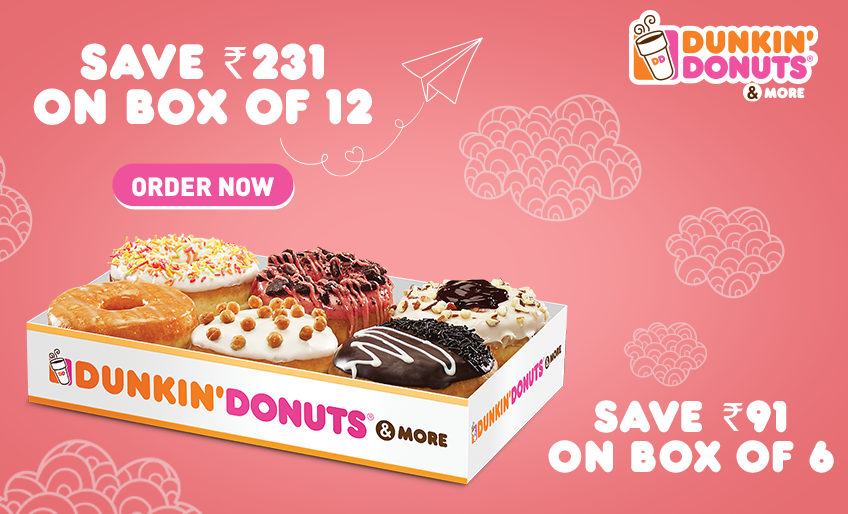 SAVE ₹231
ON BOX OF 12
DUNKIN'
DONUTS®
& MORE
DD
ORDER NOW
DUNKIN'DONUTS® & MORE
DUNKIN'DONUTS® & MORE
SAVE ₹91
ON BOX OF 6